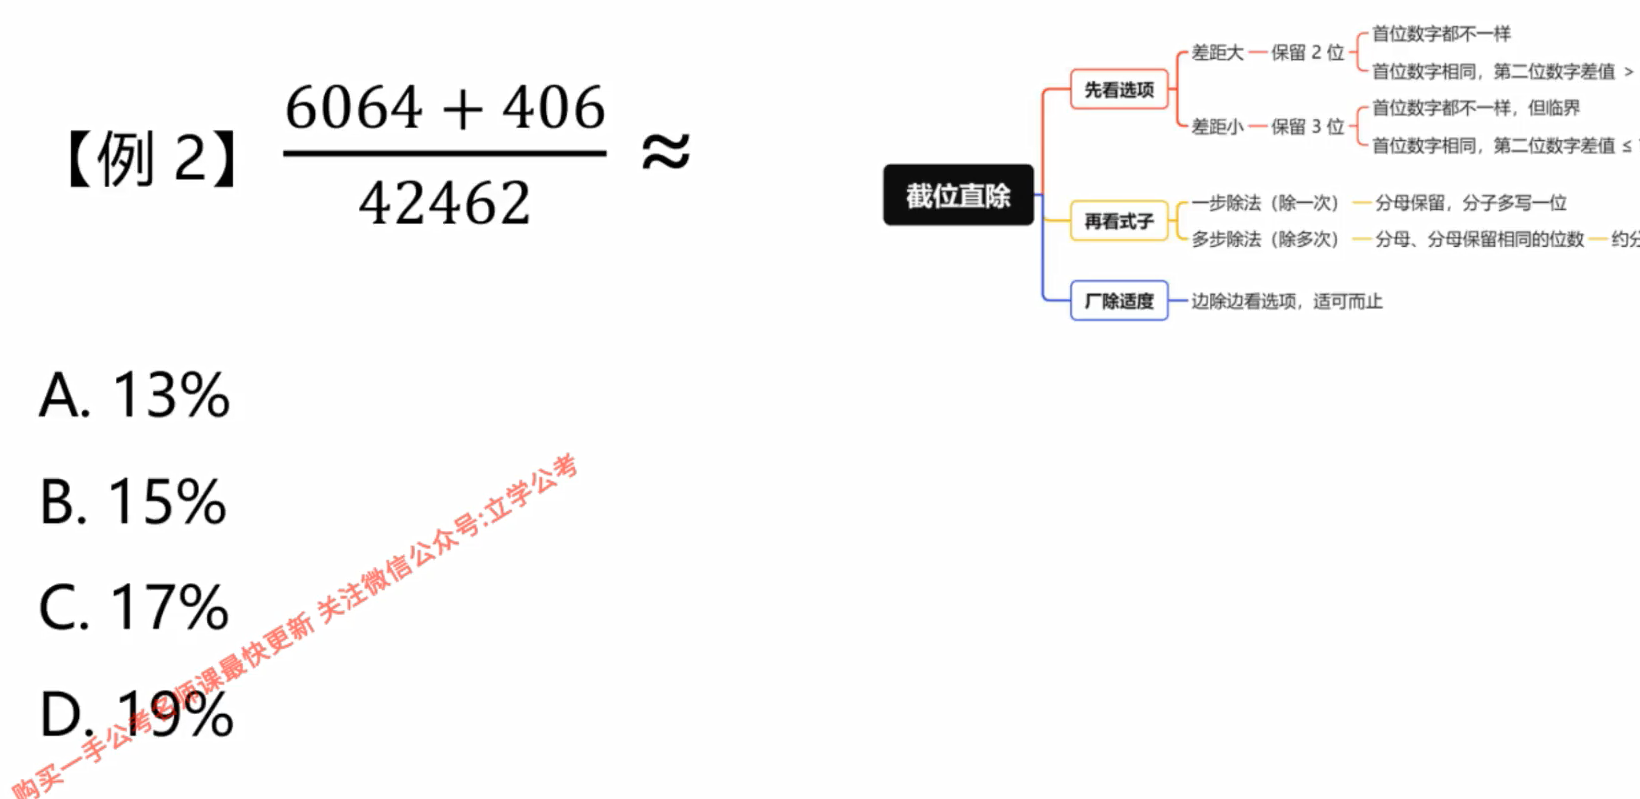 【例 2】 (6064 + 406) / 42462 ≈
A. 13%
B. 15%
C. 17%
D. 19%
截位直除
先看选项
差距大
保留 2 位
首位数字都不一样
首位数字相同，第二位数字差值 >
差距小
保留 3 位
首位数字都不一样，但临界
首位数字相同，第二位数字差值 ≤
再看式子
一步除法（除一次）
分母保留，分子多写一位
多步除法（除多次）
分母、分母保留相同的位数
约分
厂除适度
边除边看选项，适可而止
购买一手公考名师课最快更新 关注微信公众号:立学公考